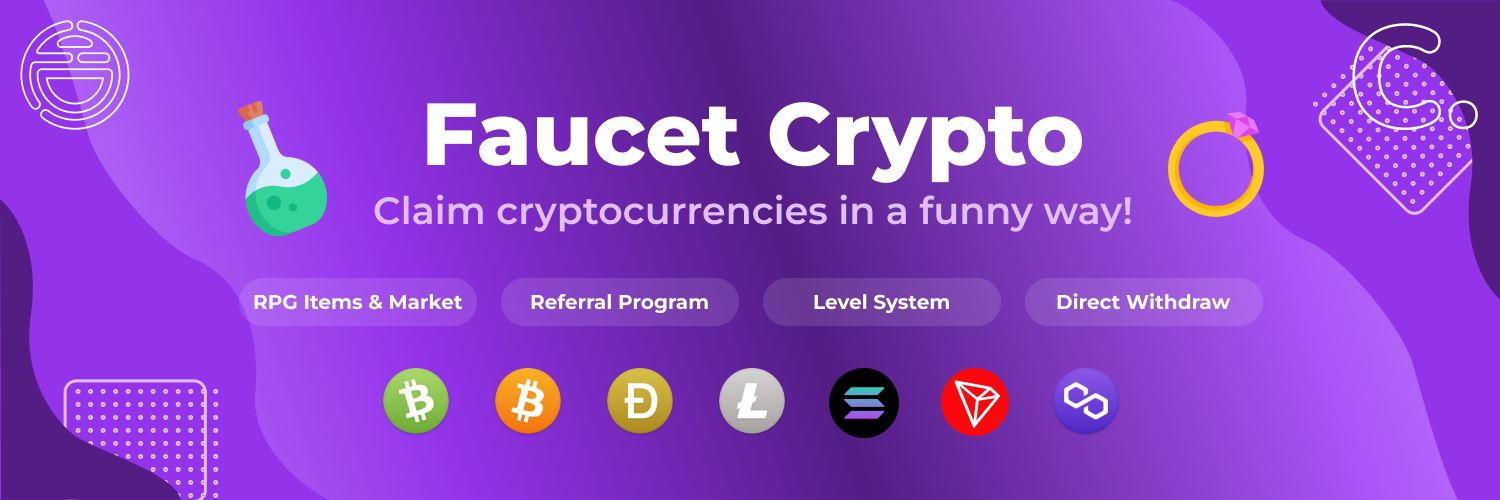 Faucet Crypto
Claim cryptocurrencies in a funny way!
RPG Items & Market
Referral Program
Level System
Direct Withdraw